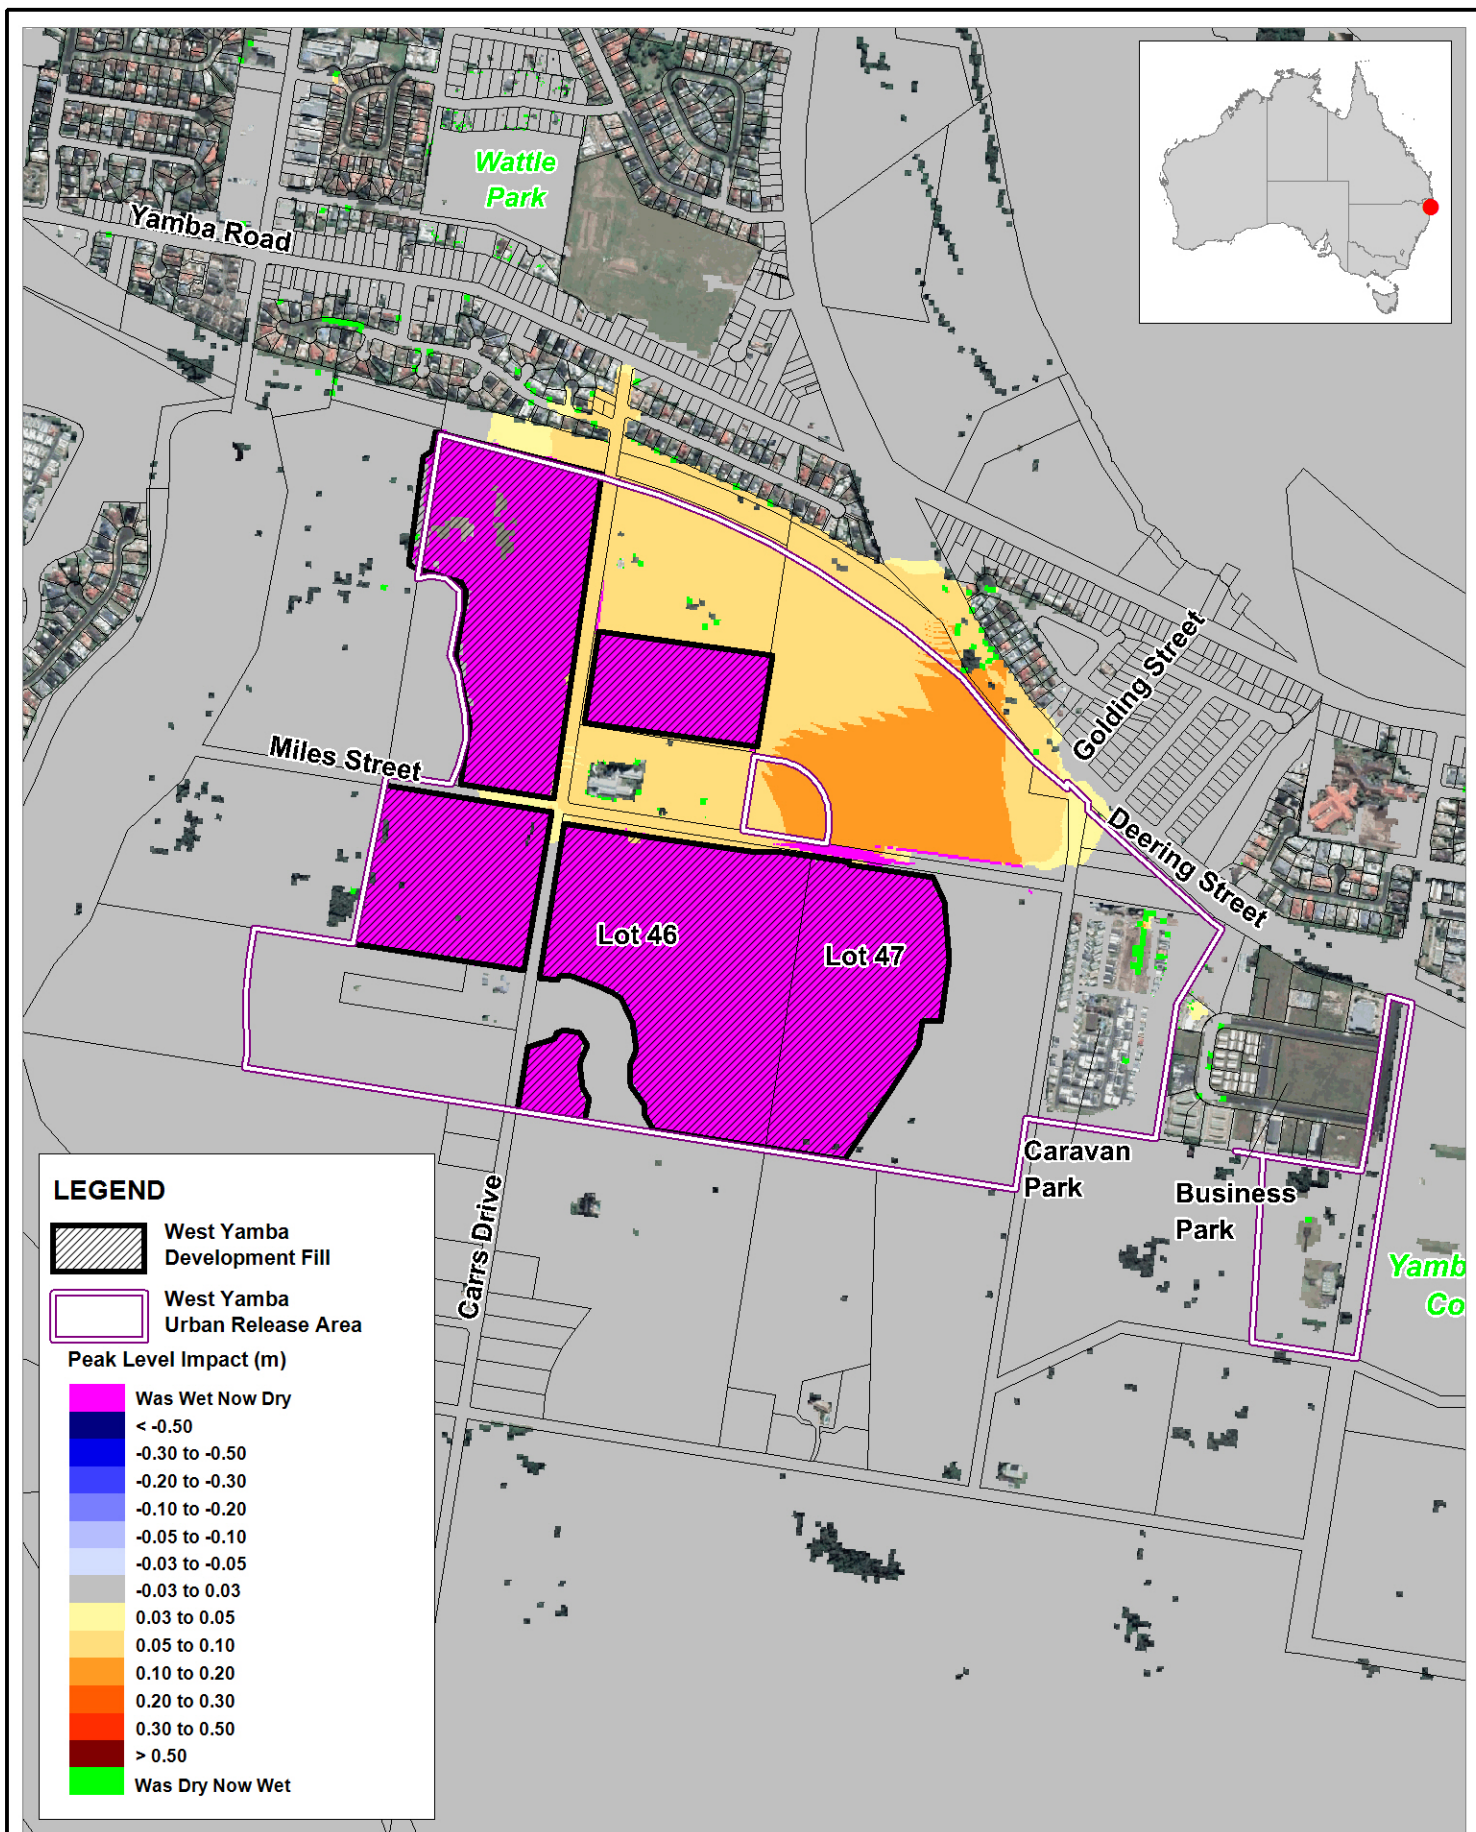 Wattle
Park
Yamba Road
Golding Street
Miles Street
Deering Street
Lot 46
Lot 47
Caravan
Park
Business
Park
Carrs Drive
Yamb
Co
LEGEND
West Yamba
Development Fill
West Yamba
Urban Release Area
Peak Level Impact (m)
Was Wet Now Dry
< -0.50
-0.30 to -0.50
-0.20 to -0.30
-0.10 to -0.20
-0.05 to -0.10
-0.03 to -0.05
-0.03 to 0.03
0.03 to 0.05
0.05 to 0.10
0.10 to 0.20
0.20 to 0.30
0.30 to 0.50
> 0.50
Was Dry Now Wet